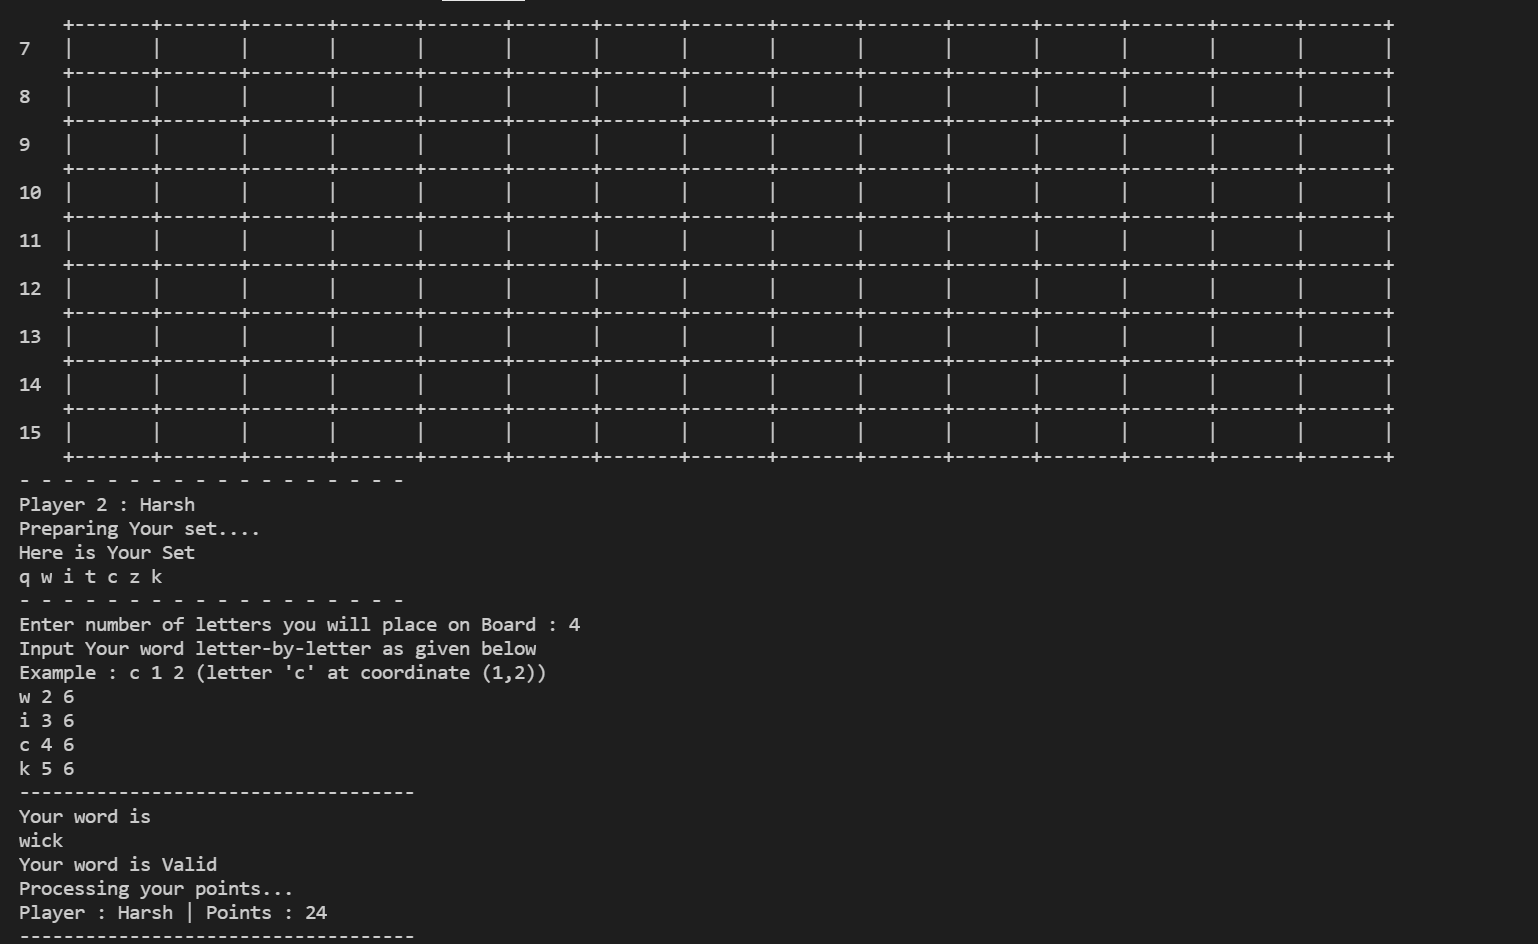 +-------+-------+-------+-------+-------+-------+-------+-------+-------+-------+-------+-------+-------+-------+-------+
7   |       |       |       |       |       |       |       |       |       |       |       |       |       |       |       |
    +-------+-------+-------+-------+-------+-------+-------+-------+-------+-------+-------+-------+-------+-------+-------+
8   |       |       |       |       |       |       |       |       |       |       |       |       |       |       |       |
    +-------+-------+-------+-------+-------+-------+-------+-------+-------+-------+-------+-------+-------+-------+-------+
9   |       |       |       |       |       |       |       |       |       |       |       |       |       |       |       |
    +-------+-------+-------+-------+-------+-------+-------+-------+-------+-------+-------+-------+-------+-------+-------+
10  |       |       |       |       |       |       |       |       |       |       |       |       |       |       |       |
    +-------+-------+-------+-------+-------+-------+-------+-------+-------+-------+-------+-------+-------+-------+-------+
11  |       |       |       |       |       |       |       |       |       |       |       |       |       |       |       |
    +-------+-------+-------+-------+-------+-------+-------+-------+-------+-------+-------+-------+-------+-------+-------+
12  |       |       |       |       |       |       |       |       |       |       |       |       |       |       |       |
    +-------+-------+-------+-------+-------+-------+-------+-------+-------+-------+-------+-------+-------+-------+-------+
13  |       |       |       |       |       |       |       |       |       |       |       |       |       |       |       |
    +-------+-------+-------+-------+-------+-------+-------+-------+-------+-------+-------+-------+-------+-------+-------+
14  |       |       |       |       |       |       |       |       |       |       |       |       |       |       |       |
    +-------+-------+-------+-------+-------+-------+-------+-------+-------+-------+-------+-------+-------+-------+-------+
15  |       |       |       |       |       |       |       |       |       |       |       |       |       |       |       |
    +-------+-------+-------+-------+-------+-------+-------+-------+-------+-------+-------+-------+-------+-------+-------+
- - - - - - - - - - - - - - - - - -
Player 2 : Harsh
Preparing Your set....
Here is Your Set
q w i t c z k
- - - - - - - - - - - - - - - - - -
Enter number of letters you will place on Board : 4
Input Your word letter-by-letter as given below
Example : c 1 2 (letter 'c' at coordinate (1,2))
w 2 6
i 3 6
c 4 6
k 5 6
------------------------------------
Your word is
wick
Your word is Valid
Processing your points...
Player : Harsh | Points : 24
------------------------------------